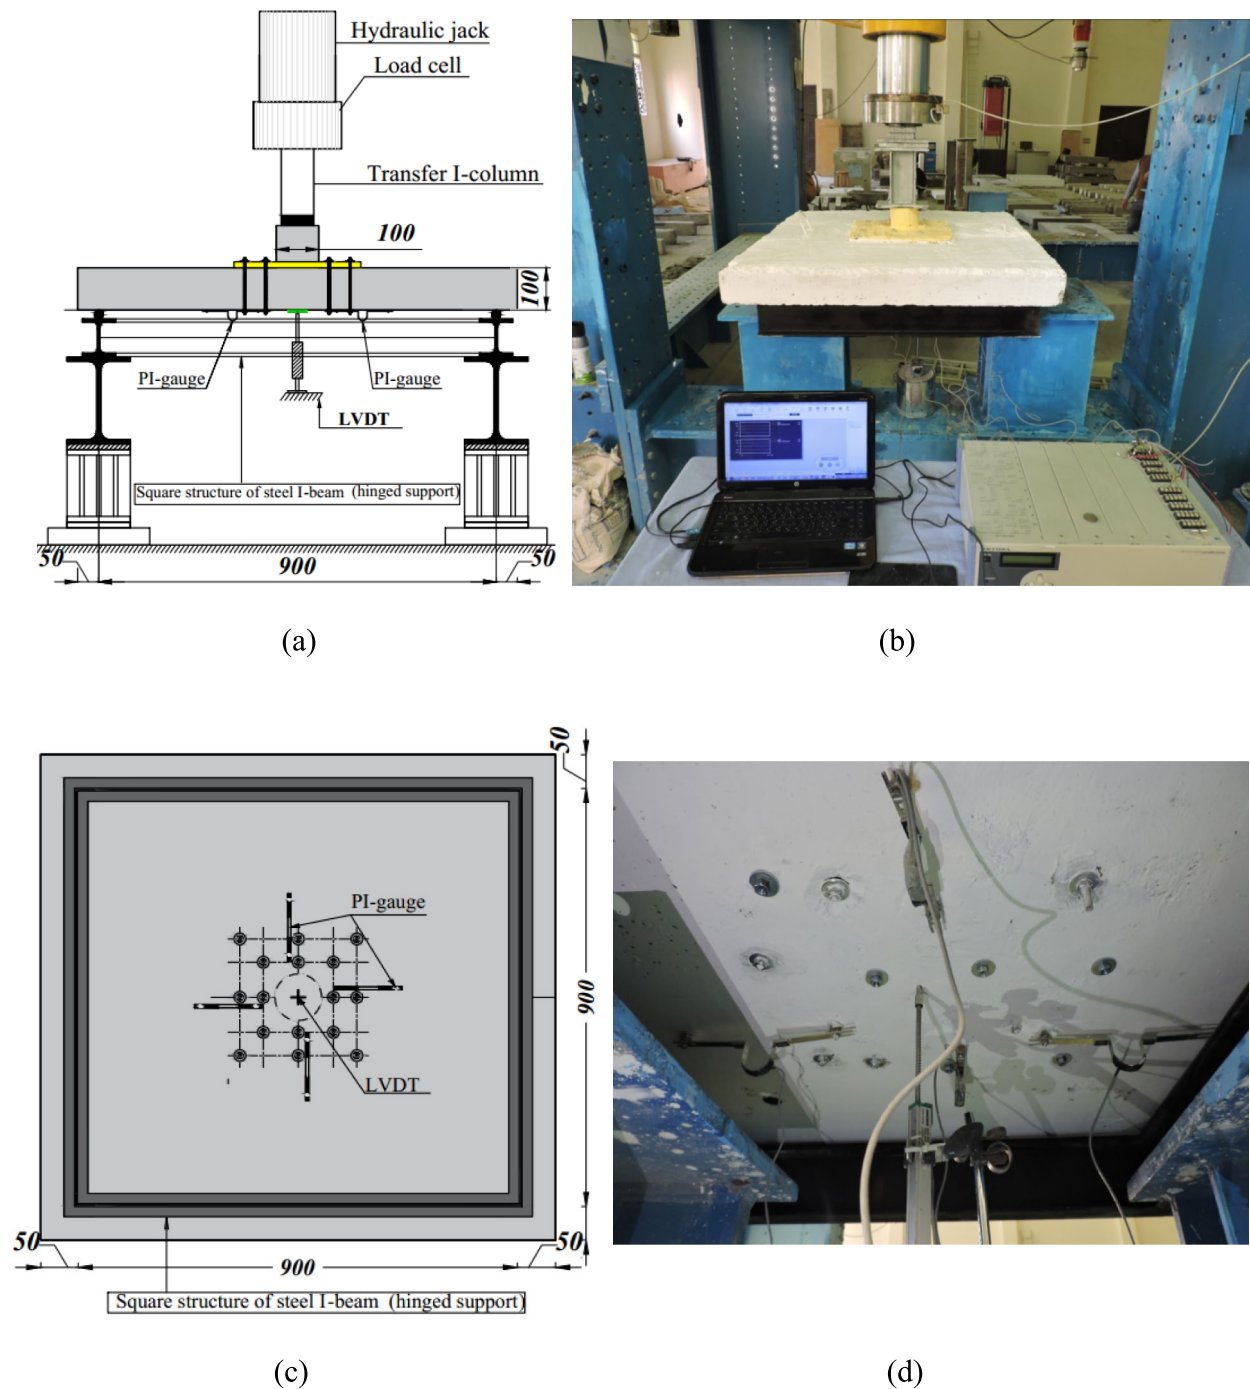 Hydraulic jack
Load cell
Transfer I-column
100
100
PI-gauge
PI-gauge
LVDT
Square structure of steel I-beam (hinged support)
50
900
50
(a)
(b)
50
PI-gauge
900
LVDT
50
900
50
Square structure of steel I-beam (hinged support)
(c)
(d)